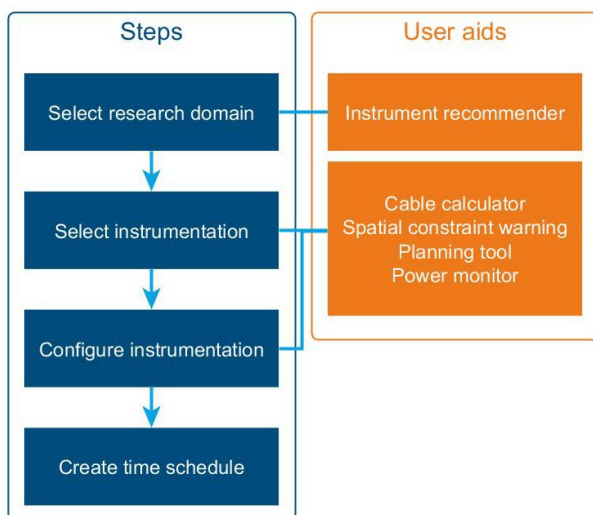 Steps
Select research domain
Select instrumentation
Configure instrumentation
Create time schedule
User aids
Instrument recommender
Cable calculator
Spatial constraint warning
Planning tool
Power monitor